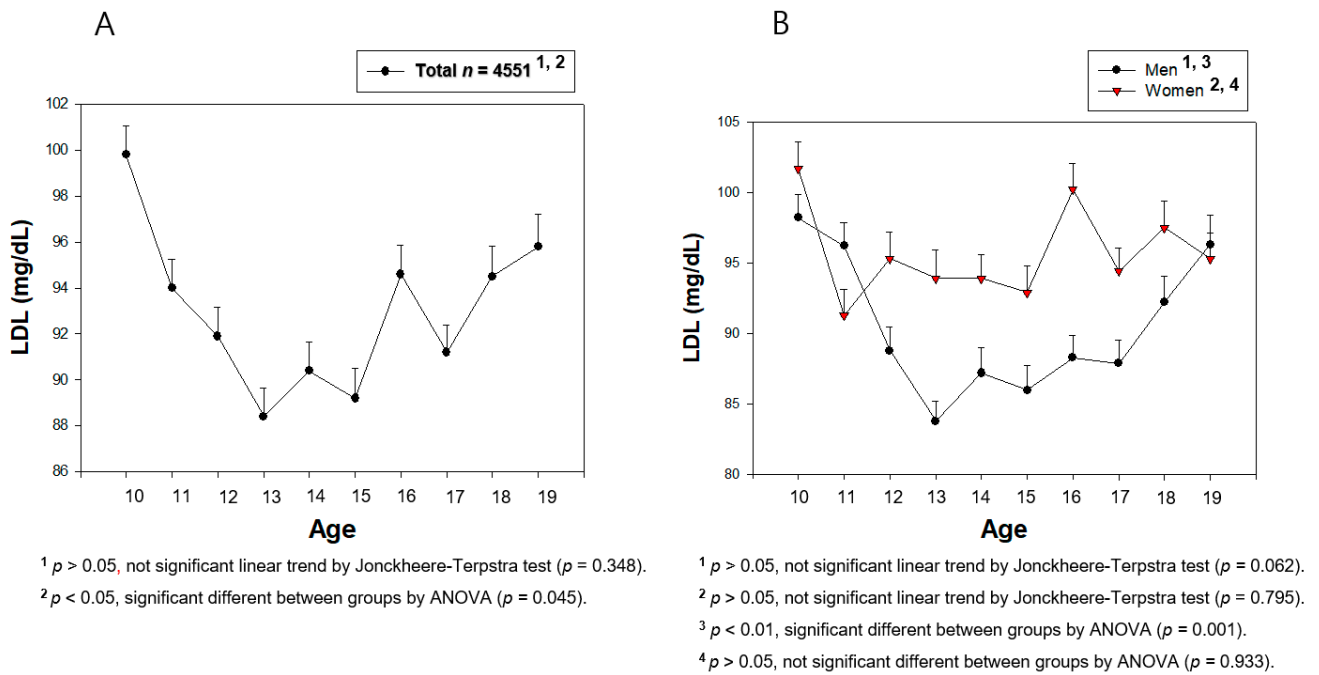 A
Total n = 4551 1, 2
102
100
98
96
94
92
90
88
86
LDL (mg/dL)
10 11 12 13 14 15 16 17 18 19
Age
1 p > 0.05, not significant linear trend by Jonckheere-Terpstra test (p = 0.348).
2 p < 0.05, significant different between groups by ANOVA (p = 0.045).
B
Men 1, 3
Women 2, 4
105
100
95
90
85
80
LDL (mg/dL)
10 11 12 13 14 15 16 17 18 19
Age
1 p > 0.05, not significant linear trend by Jonckheere-Terpstra test (p = 0.062).
2 p > 0.05, not significant linear trend by Jonckheere-Terpstra test (p = 0.795).
3 p < 0.01, significant different between groups by ANOVA (p = 0.001).
4 p > 0.05, not significant different between groups by ANOVA (p = 0.933).